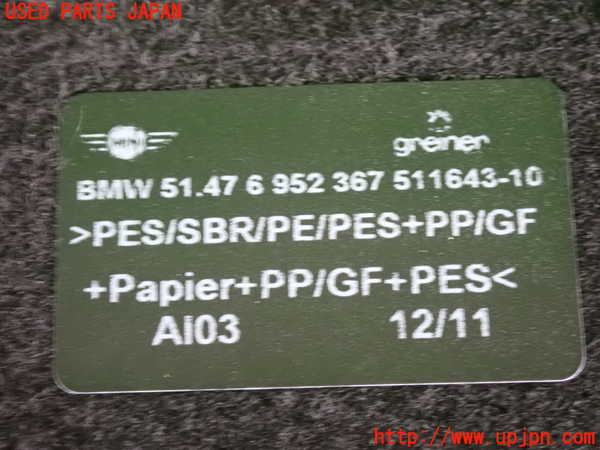 USED PARTS JAPAN
MINI
greiner
BMW 51.47 6 952 367 511643-10
>PES/SBR/PE/PES+PP/GF
+Papier+PP/GF+PES<
AI03 12/11
http://www.upjpn.com/